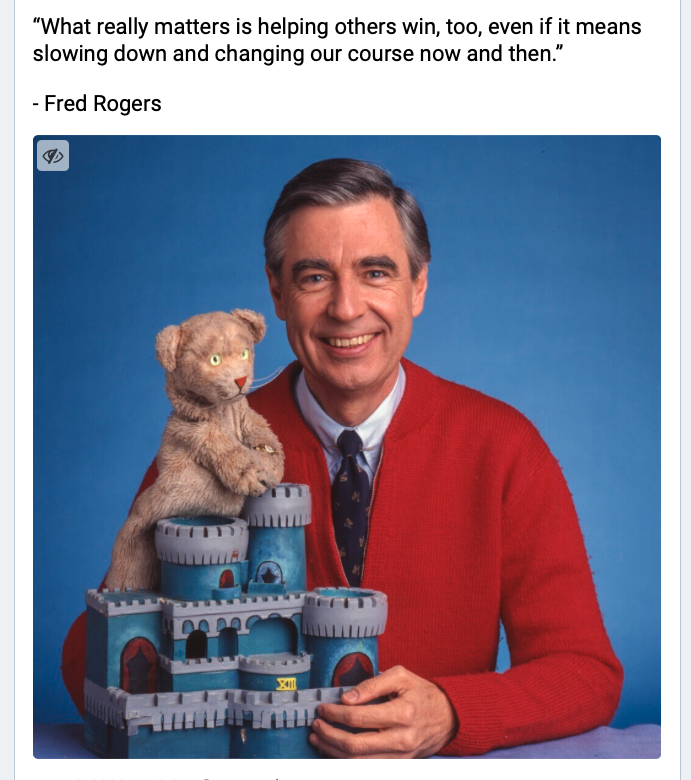 “What really matters is helping others win, too, even if it means
slowing down and changing our course now and then.”
- Fred Rogers
XIII